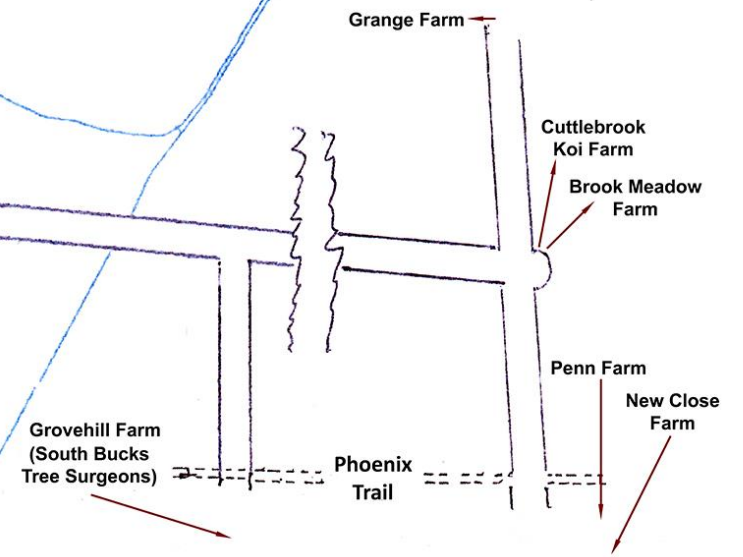 Grange Farm
Cuttlebrook
Koi Farm
Brook Meadow
Farm
Penn Farm
New Close
Farm
Grovehill Farm
(South Bucks
Tree Surgeons)
Phoenix
Trail